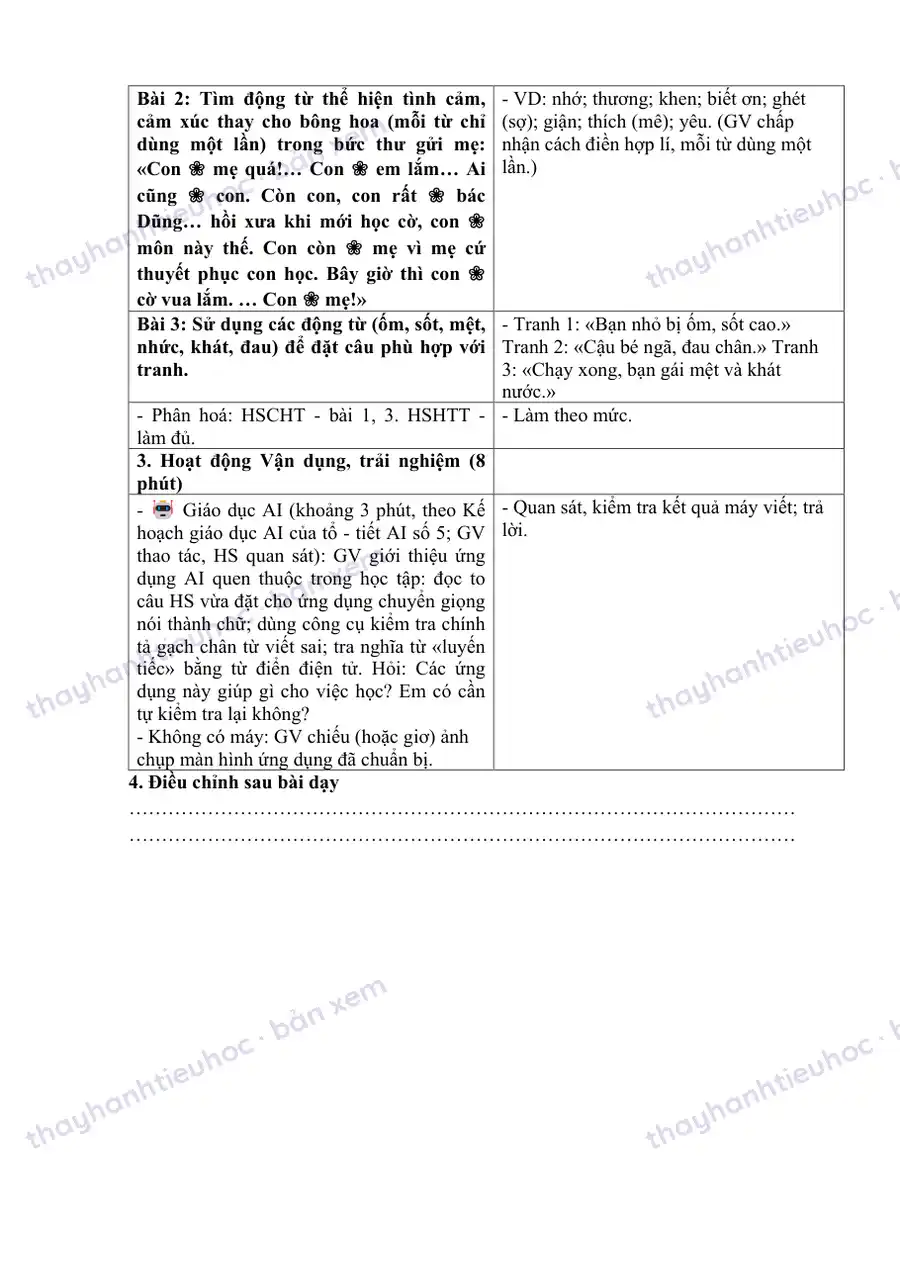 Bài 2: Tìm động từ thể hiện tình cảm,
cảm xúc thay cho bông hoa (mỗi từ chỉ
dùng một lần) trong bức thư gửi mẹ:
«Con ❀ mẹ quá!… Con ❀ em lắm… Ai
cũng ❀ con. Còn con, con rất ❀ bác
Dũng… hồi xưa khi mới học cờ, con ❀
môn này thế. Con còn ❀ mẹ vì mẹ cứ
thuyết phục con học. Bây giờ thì con ❀
cờ vua lắm. … Con ❀ mẹ!»
- VD: nhớ; thương; khen; biết ơn; ghét
(sợ); giận; thích (mê); yêu. (GV chấp
nhận cách điền hợp lí, mỗi từ dùng một
lần.)
Bài 3: Sử dụng các động từ (ốm, sốt, mệt,
nhức, khát, đau) để đặt câu phù hợp với
tranh.
- Tranh 1: «Bạn nhỏ bị ốm, sốt cao.»
Tranh 2: «Cậu bé ngã, đau chân.» Tranh
3: «Chạy xong, bạn gái mệt và khát
nước.»
- Phân hoá: HSCHT - bài 1, 3. HSHTT -
làm đủ.
- Làm theo mức.
3. Hoạt động Vận dụng, trải nghiệm (8
phút)
- 🤖 Giáo dục AI (khoảng 3 phút, theo Kế
hoạch giáo dục AI của tổ - tiết AI số 5; GV
thao tác, HS quan sát): GV giới thiệu ứng
dụng AI quen thuộc trong học tập: đọc to
câu HS vừa đặt cho ứng dụng chuyển giọng
nói thành chữ; dùng công cụ kiểm tra chính
tả gạch chân từ viết sai; tra nghĩa từ «luyến
tiếc» bằng từ điển điện tử. Hỏi: Các ứng
dụng này giúp gì cho việc học? Em có cần
tự kiểm tra lại không?
- Không có máy: GV chiếu (hoặc giơ) ảnh
chụp màn hình ứng dụng đã chuẩn bị.
- Quan sát, kiểm tra kết quả máy viết; trả
lời.
4. Điều chỉnh sau bài dạy
…………………………………………………………………………………………
…………………………………………………………………………………………
thayhanhtieuhoc · bản xem
thayhanhtieuhoc · b
thayhanhtieuhoc · bản xem
thayhanhtieuhoc · b
thayhanhtieuhoc · bản xem
thayhanhtieuhoc · b